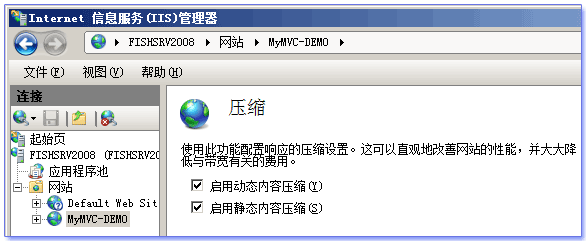 Internet 信息服务(IIS)管理器
FISHSRV2008 网站 MyMVC-DEMO
文件(F) 视图(V) 帮助(H)
连接
起始页
FISHSRV2008 (FISHSRV20
应用程序池
网站
Default Web Sit
MyMVC-DEMO
压缩
使用此功能配置响应的压缩设置。这可以直观地改善网站的性能，并大大降
低与带宽有关的费用。
启用动态内容压缩(Y)
启用静态内容压缩(S)